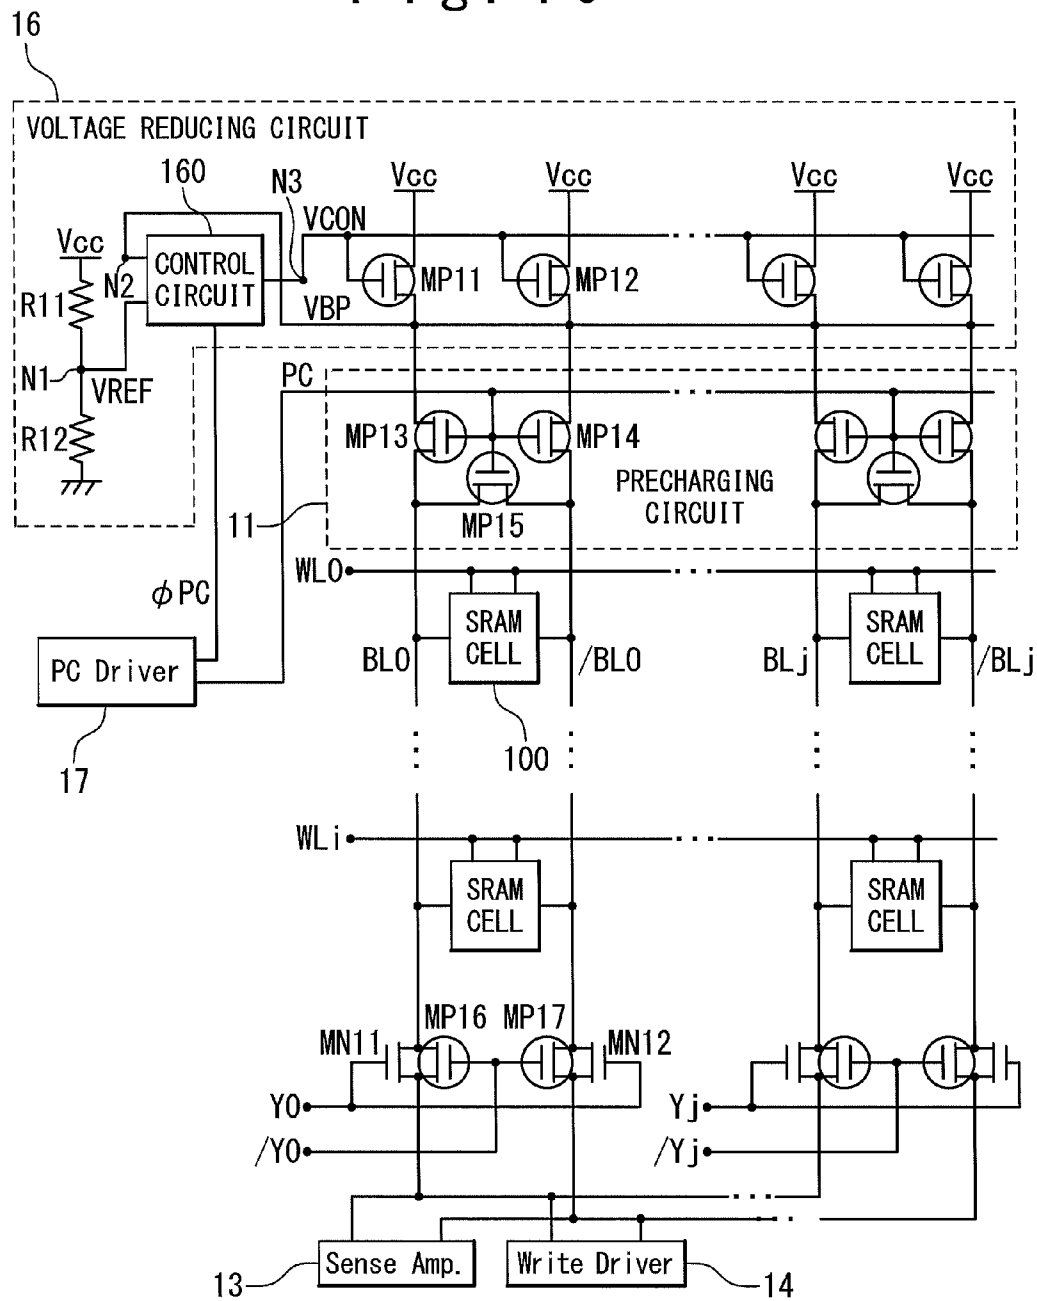 16
VOLTAGE REDUCING CIRCUIT
160
N3
Vcc
Vcc
Vcc
Vcc
VCON
Vcc
N2
CONTROL
CIRCUIT
MP11
MP12
R11
VBP
N1
VREF
PC
R12
MP13
MP14
PRECHARGING
CIRCUIT
MP15
11
WL0
φPC
SRAM
CELL
SRAM
CELL
PC Driver
BL0
/BL0
BLj
/BLj
17
100
WLi
SRAM
CELL
SRAM
CELL
MP16
MP17
MN11
MN12
Y0
Yj
/Y0
/Yj
Sense Amp.
Write Driver
13
14